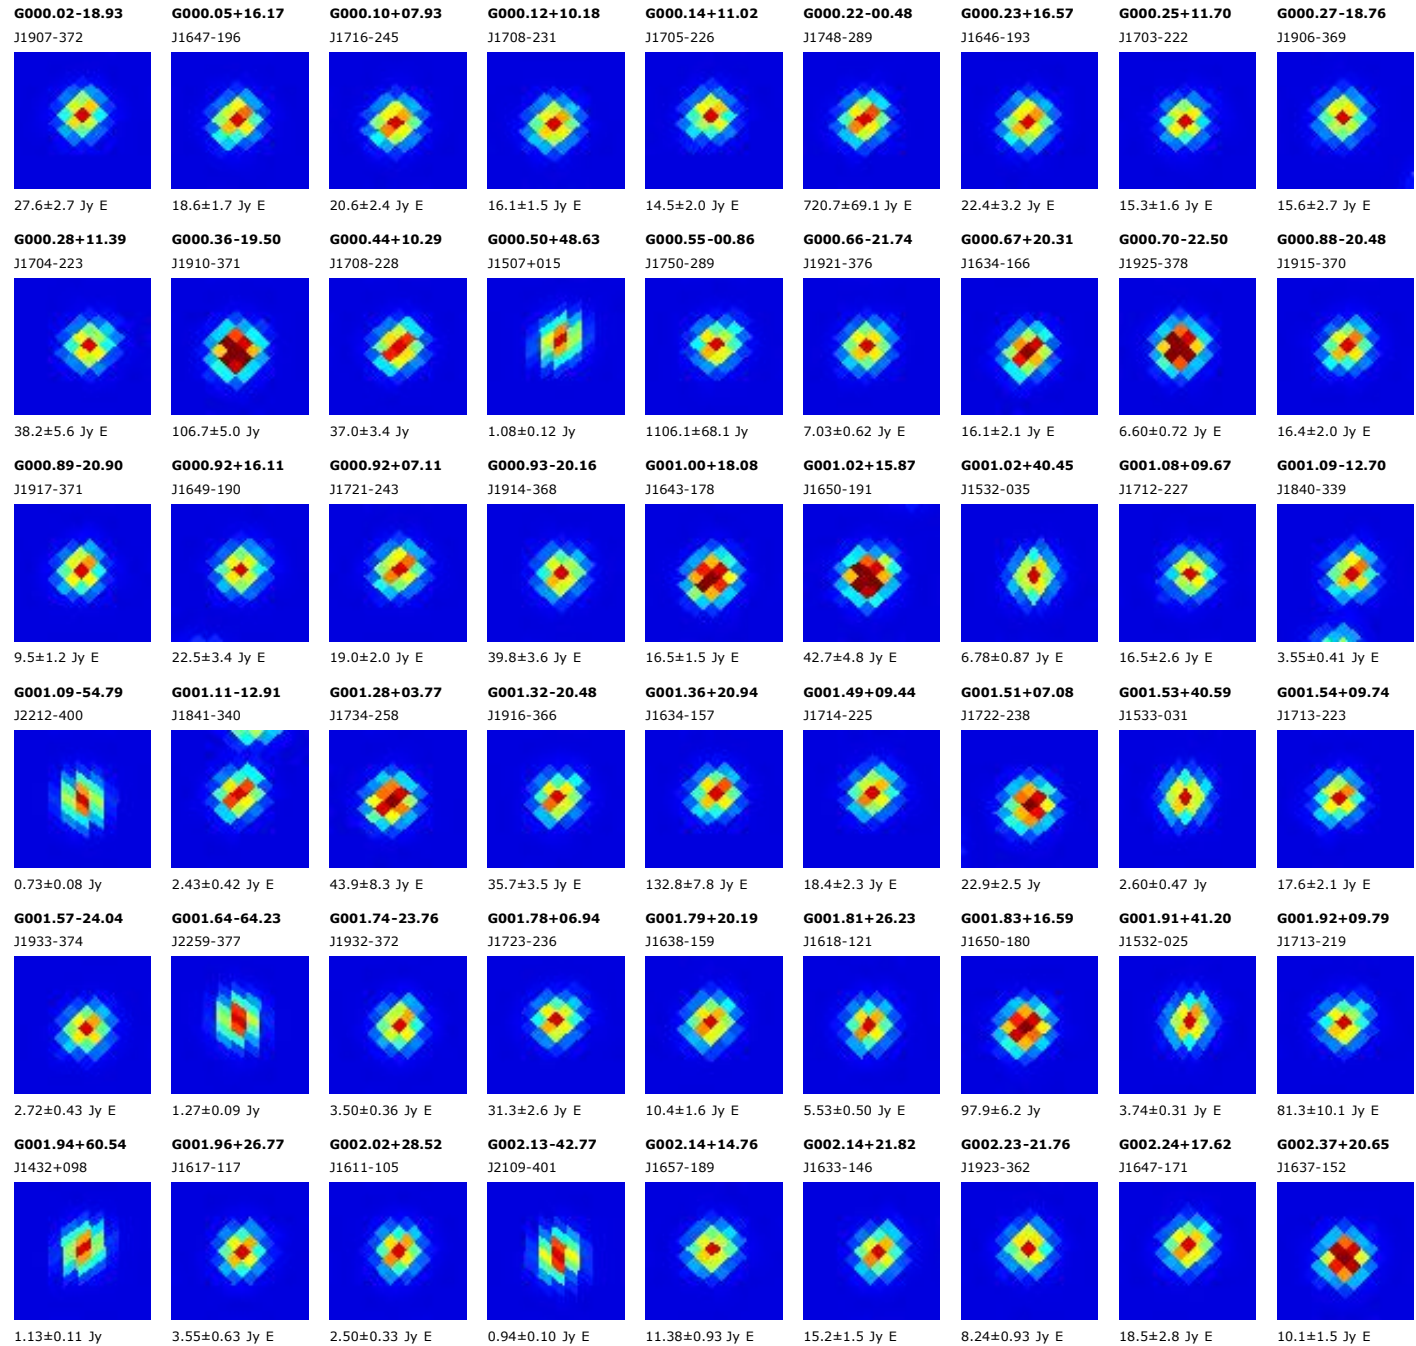 G000.02-18.93 G000.05+16.17 G000.10+07.93 G000.12+10.18 G000.14+11.02 G000.22-00.48 G000.23+16.57 G000.25+11.70 G000.27-18.76
J1907-372 J1647-196 J1716-245 J1708-231 J1705-226 J1748-289 J1646-193 J1703-222 J1906-369
27.6±2.7 Jy E 18.6±1.7 Jy E 20.6±2.4 Jy E 16.1±1.5 Jy E 14.5±2.0 Jy E 720.7±69.1 Jy E 22.4±3.2 Jy E 15.3±1.6 Jy E 15.6±2.7 Jy E
G000.28+11.39 G000.36-19.50 G000.44+10.29 G000.50+48.63 G000.55-00.86 G000.66-21.74 G000.67+20.31 G000.70-22.50 G000.88-20.48
J1704-223 J1910-371 J1708-228 J1507+015 J1750-289 J1921-376 J1634-166 J1925-378 J1915-370
38.2±5.6 Jy E 106.7±5.0 Jy 37.0±3.4 Jy 1.08±0.12 Jy 1106.1±68.1 Jy 7.03±0.62 Jy E 16.1±2.1 Jy E 6.60±0.72 Jy E 16.4±2.0 Jy E
G000.89-20.90 G000.92+16.11 G000.92+07.11 G000.93-20.16 G001.00+18.08 G001.02+15.87 G001.02+40.45 G001.08+09.67 G001.09-12.70
J1917-371 J1649-190 J1721-243 J1914-368 J1643-178 J1650-191 J1532-035 J1712-227 J1840-339
9.5±1.2 Jy E 22.5±3.4 Jy E 19.0±2.0 Jy E 39.8±3.6 Jy E 16.5±1.5 Jy E 42.7±4.8 Jy E 6.78±0.87 Jy E 16.5±2.6 Jy E 3.55±0.41 Jy E
G001.09-54.79 G001.11-12.91 G001.28+03.77 G001.32-20.48 G001.36+20.94 G001.49+09.44 G001.51+07.08 G001.53+40.59 G001.54+09.74
J2212-400 J1841-340 J1734-258 J1916-366 J1634-157 J1714-225 J1722-238 J1533-031 J1713-223
0.73±0.08 Jy 2.43±0.42 Jy E 43.9±8.3 Jy E 35.7±3.5 Jy E 132.8±7.8 Jy E 18.4±2.3 Jy E 22.9±2.5 Jy 2.60±0.47 Jy 17.6±2.1 Jy E
G001.57-24.04 G001.64-64.23 G001.74-23.76 G001.78+06.94 G001.79+20.19 G001.81+26.23 G001.83+16.59 G001.91+41.20 G001.92+09.79
J1933-374 J2259-377 J1932-372 J1723-236 J1638-159 J1618-121 J1650-180 J1532-025 J1713-219
2.72±0.43 Jy E 1.27±0.09 Jy 3.50±0.36 Jy E 31.3±2.6 Jy E 10.4±1.6 Jy E 5.53±0.50 Jy E 97.9±6.2 Jy 3.74±0.31 Jy E 81.3±10.1 Jy E
G001.94+60.54 G001.96+26.77 G002.02+28.52 G002.13-42.77 G002.14+14.76 G002.14+21.82 G002.23-21.76 G002.24+17.62 G002.37+20.65
J1432+098 J1617-117 J1611-105 J2109-401 J1657-189 J1633-146 J1923-362 J1647-171 J1637-152
1.13±0.11 Jy 3.55±0.63 Jy E 2.50±0.33 Jy E 0.94±0.10 Jy E 11.38±0.93 Jy E 15.2±1.5 Jy E 8.24±0.93 Jy E 18.5±2.8 Jy E 10.1±1.5 Jy E